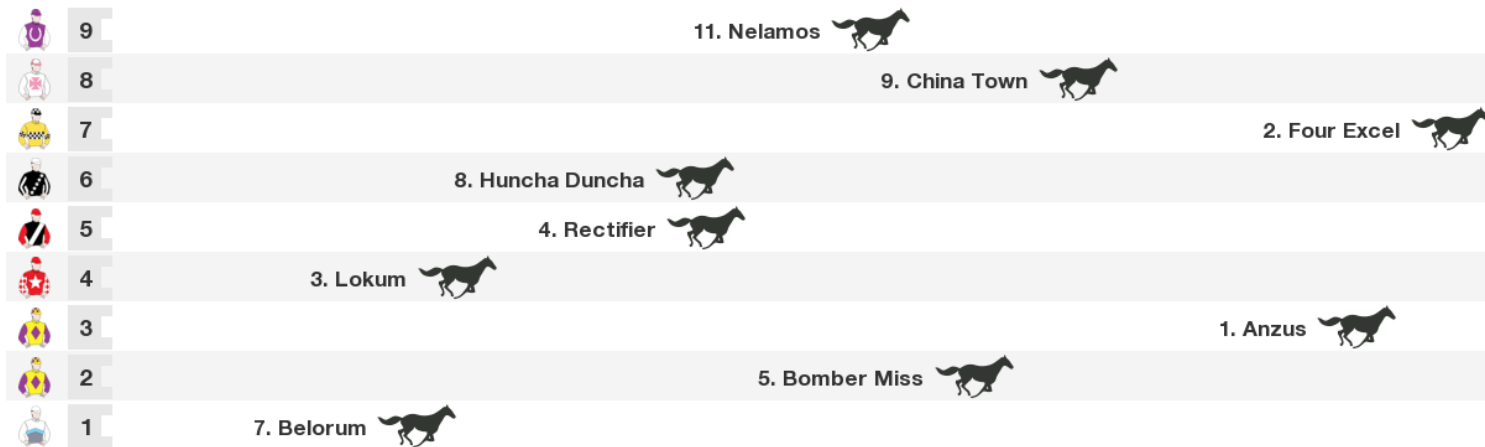 9 11. Nelamos
8 9. China Town
7 2. Four Excel
6 8. Huncha Duncha
5 4. Rectifier
4 3. Lokum
3 1. Anzus
2 5. Bomber Miss
1 7. Belorum